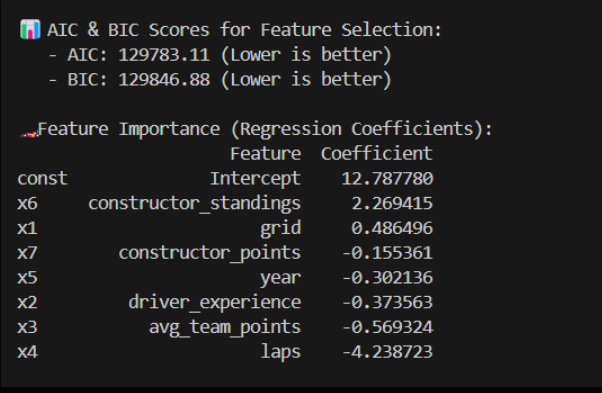 📊 AIC & BIC Scores for Feature Selection:
- AIC: 129783.11 (Lower is better)
- BIC: 129846.88 (Lower is better)
🏎️Feature Importance (Regression Coefficients):
Feature Coefficient
const Intercept 12.787780
x6 constructor_standings 2.269415
x1 grid 0.486496
x7 constructor_points -0.155361
x5 year -0.302136
x2 driver_experience -0.373563
x3 avg_team_points -0.569324
x4 laps -4.238723